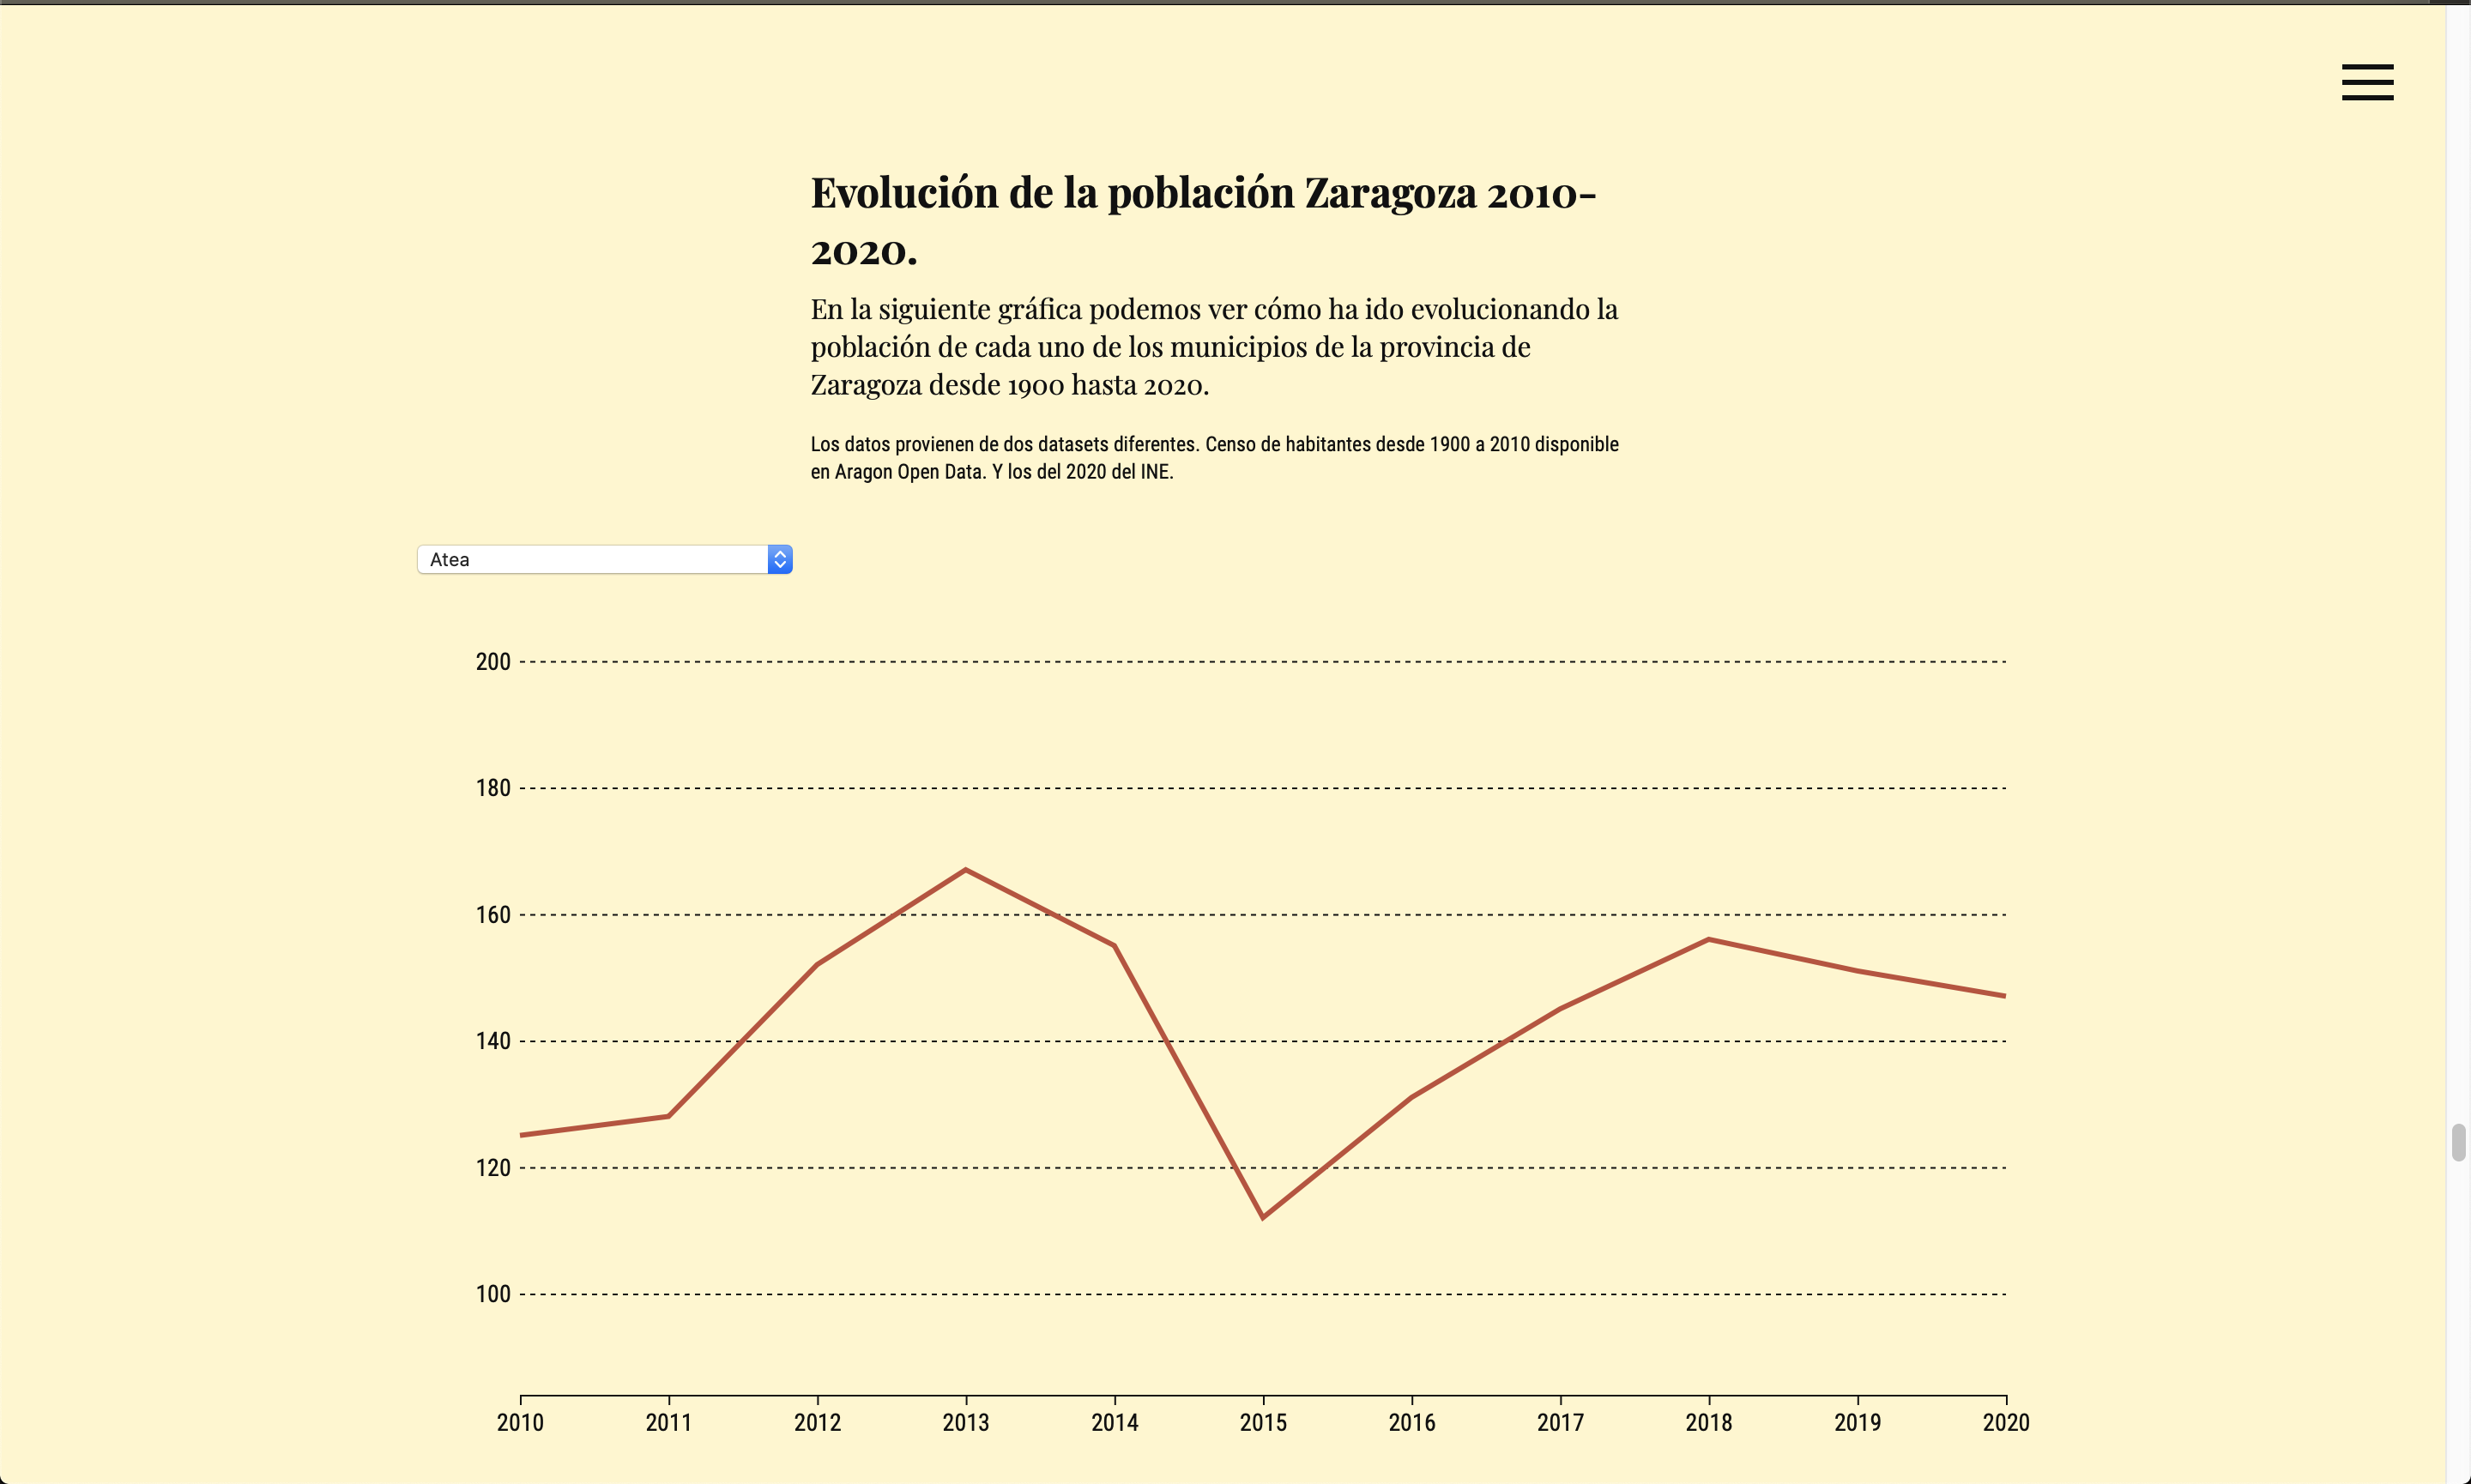 Evolución de la población Zaragoza 2010-
2020.
En la siguiente gráfica podemos ver cómo ha ido evolucionando la
población de cada uno de los municipios de la provincia de
Zaragoza desde 1900 hasta 2020.
Los datos provienen de dos datasets diferentes. Censo de habitantes desde 1900 a 2010 disponible
en Aragon Open Data. Y los del 2020 del INE.
Atea
200
180
160
140
120
100
2010 2011 2012 2013 2014 2015 2016 2017 2018 2019 2020